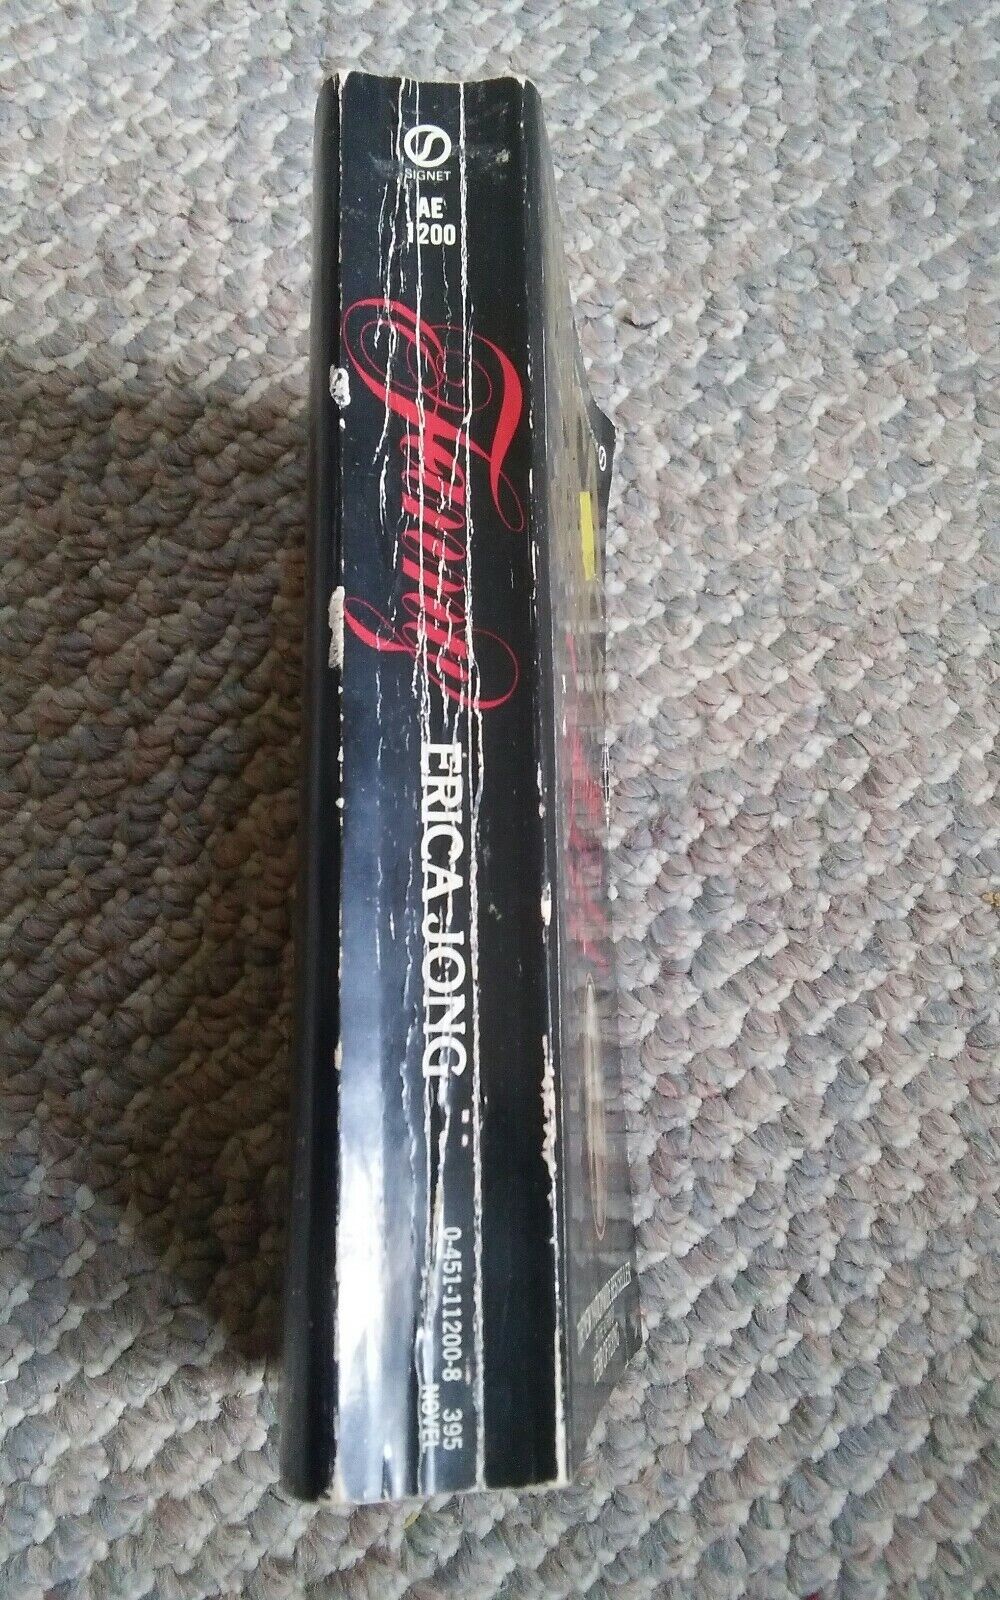 SIGNET
AE
1200
Fanny
ERICA JONG
0-451-11200-8 395
NOVEL